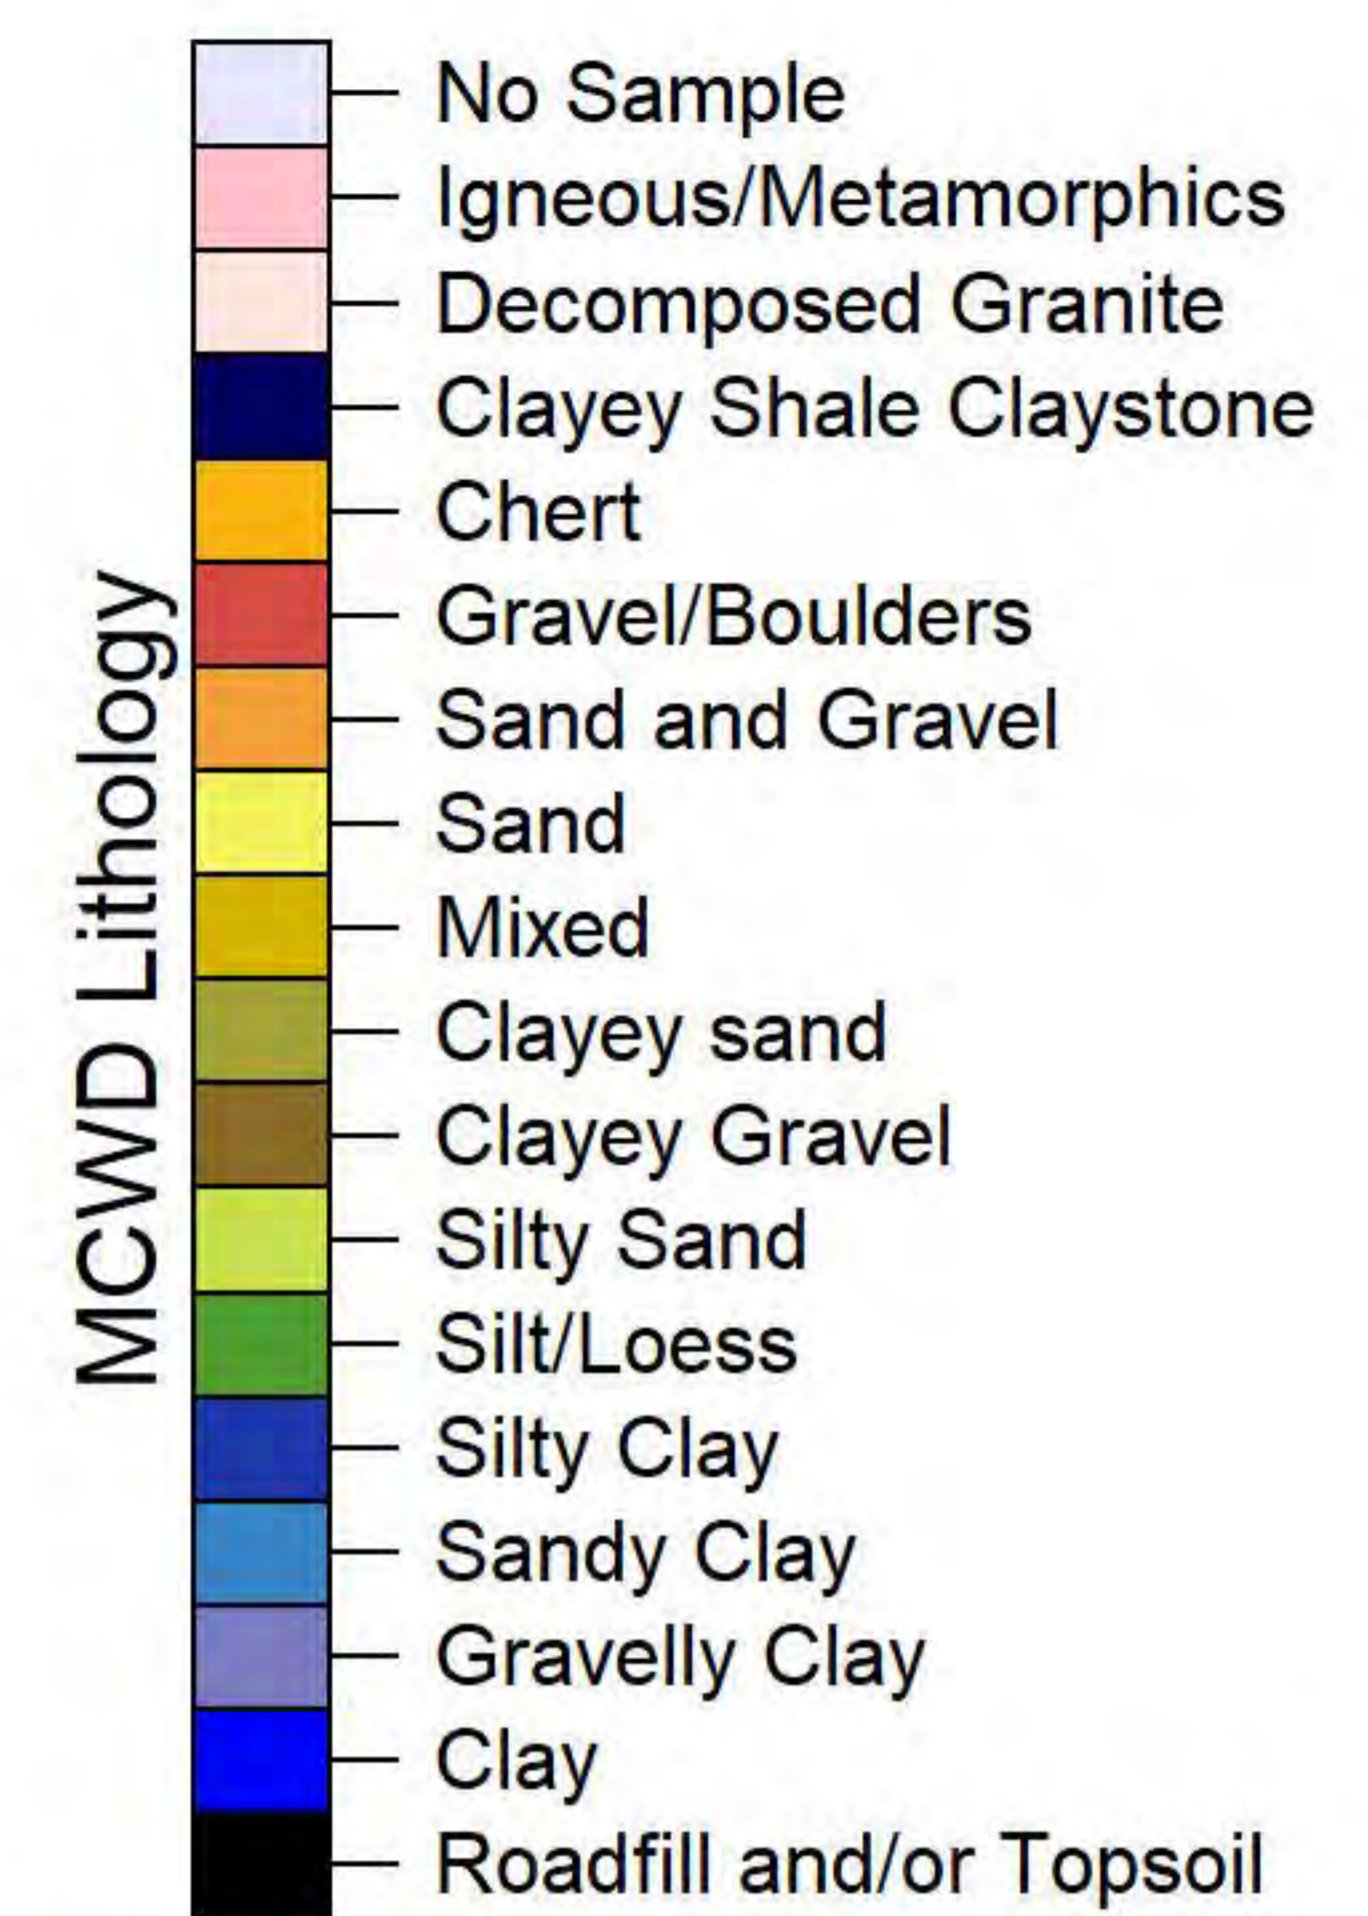 MCWD Lithology
No Sample
Igneous/Metamorphics
Decomposed Granite
Clayey Shale Claystone
Chert
Gravel/Boulders
Sand and Gravel
Sand
Mixed
Clayey sand
Clayey Gravel
Silty Sand
Silt/Loess
Silty Clay
Sandy Clay
Gravelly Clay
Clay
Roadfill and/or Topsoil